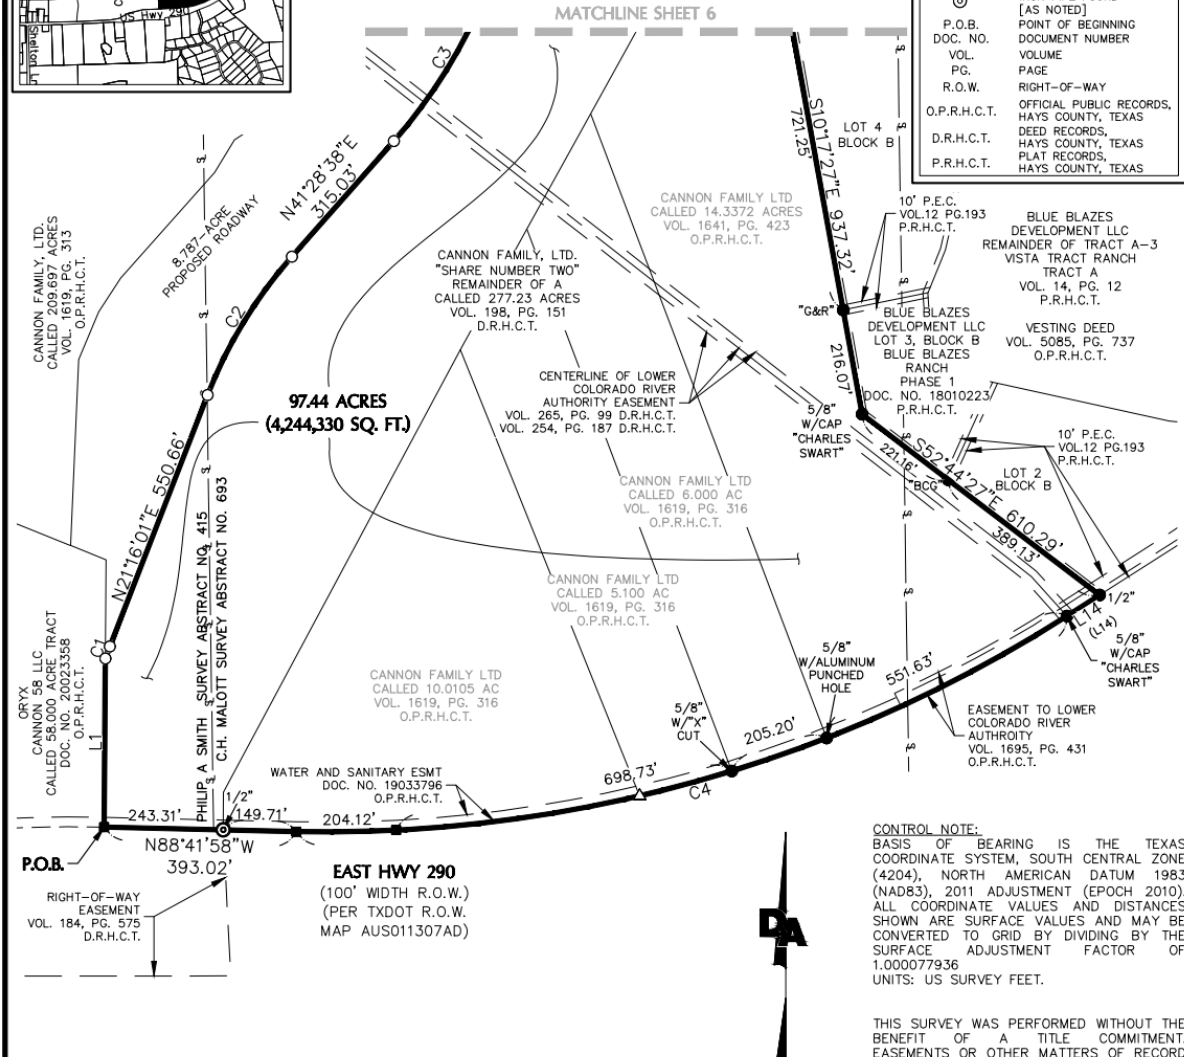 MATCHLINE SHEET 6
US Hwy 290
Shelton Ln
[AS NOTED]
P.O.B. POINT OF BEGINNING
DOC. NO. DOCUMENT NUMBER
VOL. VOLUME
PG. PAGE
R.O.W. RIGHT-OF-WAY
O.P.R.H.C.T. OFFICIAL PUBLIC RECORDS,
HAYS COUNTY, TEXAS
D.R.H.C.T. DEED RECORDS,
HAYS COUNTY, TEXAS
P.R.H.C.T. PLAT RECORDS,
HAYS COUNTY, TEXAS
C3
N41°28'38"E
315.03'
C2
8.787-ACRE
PROPOSED ROADWAY
CANNON FAMILY, LTD.
CALLED 209.697 ACRES
VOL. 1619, PG. 313
O.P.R.H.C.T.
S10°17'27"E 937.32'
721.25'
LOT 4
BLOCK B
CANNON FAMILY LTD
CALLED 14.3372 ACRES
VOL. 1641, PG. 423
O.P.R.H.C.T.
10' P.E.C.
VOL.12 PG.193
P.R.H.C.T.
BLUE BLAZES
DEVELOPMENT LLC
REMAINDER OF TRACT A-3
VISTA TRACT RANCH
TRACT A
VOL. 14, PG. 12
P.R.H.C.T.
VESTING DEED
VOL. 5085, PG. 737
O.P.R.H.C.T.
CANNON FAMILY, LTD.
"SHARE NUMBER TWO"
REMAINDER OF A
CALLED 277.23 ACRES
VOL. 198, PG. 151
D.R.H.C.T.
"G&R"
216.07'
BLUE BLAZES
DEVELOPMENT LLC
LOT 3, BLOCK B
BLUE BLAZES
RANCH
PHASE 1
DOC. NO. 18010223
P.R.H.C.T.
CENTERLINE OF LOWER
COLORADO RIVER
AUTHORITY EASEMENT
VOL. 265, PG. 99 D.R.H.C.T.
VOL. 254, PG. 187 D.R.H.C.T.
97.44 ACRES
(4,244,330 SQ. FT.)
5/8"
W/CAP
"CHARLES
SWART"
S52°44'27"E 610.29'
221.16'
"BCG"
389.13'
10' P.E.C.
VOL.12 PG.193
P.R.H.C.T.
LOT 2
BLOCK B
N21°16'01"E 550.66'
PHILIP A SMITH SURVEY ABSTRACT NO. 415
C.H. MALOTT SURVEY ABSTRACT NO. 693
CANNON FAMILY LTD
CALLED 6.000 AC
VOL. 1619, PG. 316
O.P.R.H.C.T.
CANNON FAMILY LTD
CALLED 5.100 AC
VOL. 1619, PG. 316
O.P.R.H.C.T.
1/2"
L14
(L14)
5/8"
W/CAP
"CHARLES
SWART"
C1
ORYX
CANNON 58 LLC
CALLED 58.000 ACRE TRACT
DOC. NO. 20023358
O.P.R.H.C.T.
L1
CANNON FAMILY LTD
CALLED 10.0105 AC
VOL. 1619, PG. 316
O.P.R.H.C.T.
5/8"
W/ALUMINUM
PUNCHED
HOLE
551.63'
5/8"
W/"X"
CUT
205.20'
EASEMENT TO LOWER
COLORADO RIVER
AUTHROITY
VOL. 1695, PG. 431
O.P.R.H.C.T.
WATER AND SANITARY ESMT
DOC. NO. 19033796
O.P.R.H.C.T.
698.73'
C4
1/2"
243.31'
149.71'
204.12'
N88°41'58"W
393.02'
P.O.B.
EAST HWY 290
(100' WIDTH R.O.W.)
(PER TXDOT R.O.W.
MAP AUS011307AD)
RIGHT-OF-WAY
EASEMENT
VOL. 184, PG. 575
D.R.H.C.T.
DA
CONTROL NOTE:
BASIS OF BEARING IS THE TEXAS
COORDINATE SYSTEM, SOUTH CENTRAL ZONE
(4204), NORTH AMERICAN DATUM 1983
(NAD83), 2011 ADJUSTMENT (EPOCH 2010).
ALL COORDINATE VALUES AND DISTANCES
SHOWN ARE SURFACE VALUES AND MAY BE
CONVERTED TO GRID BY DIVIDING BY THE
SURFACE ADJUSTMENT FACTOR OF
1.000077936
UNITS: US SURVEY FEET.
THIS SURVEY WAS PERFORMED WITHOUT THE
BENEFIT OF A TITLE COMMITMENT.
EASEMENTS OR OTHER MATTERS OF RECORD